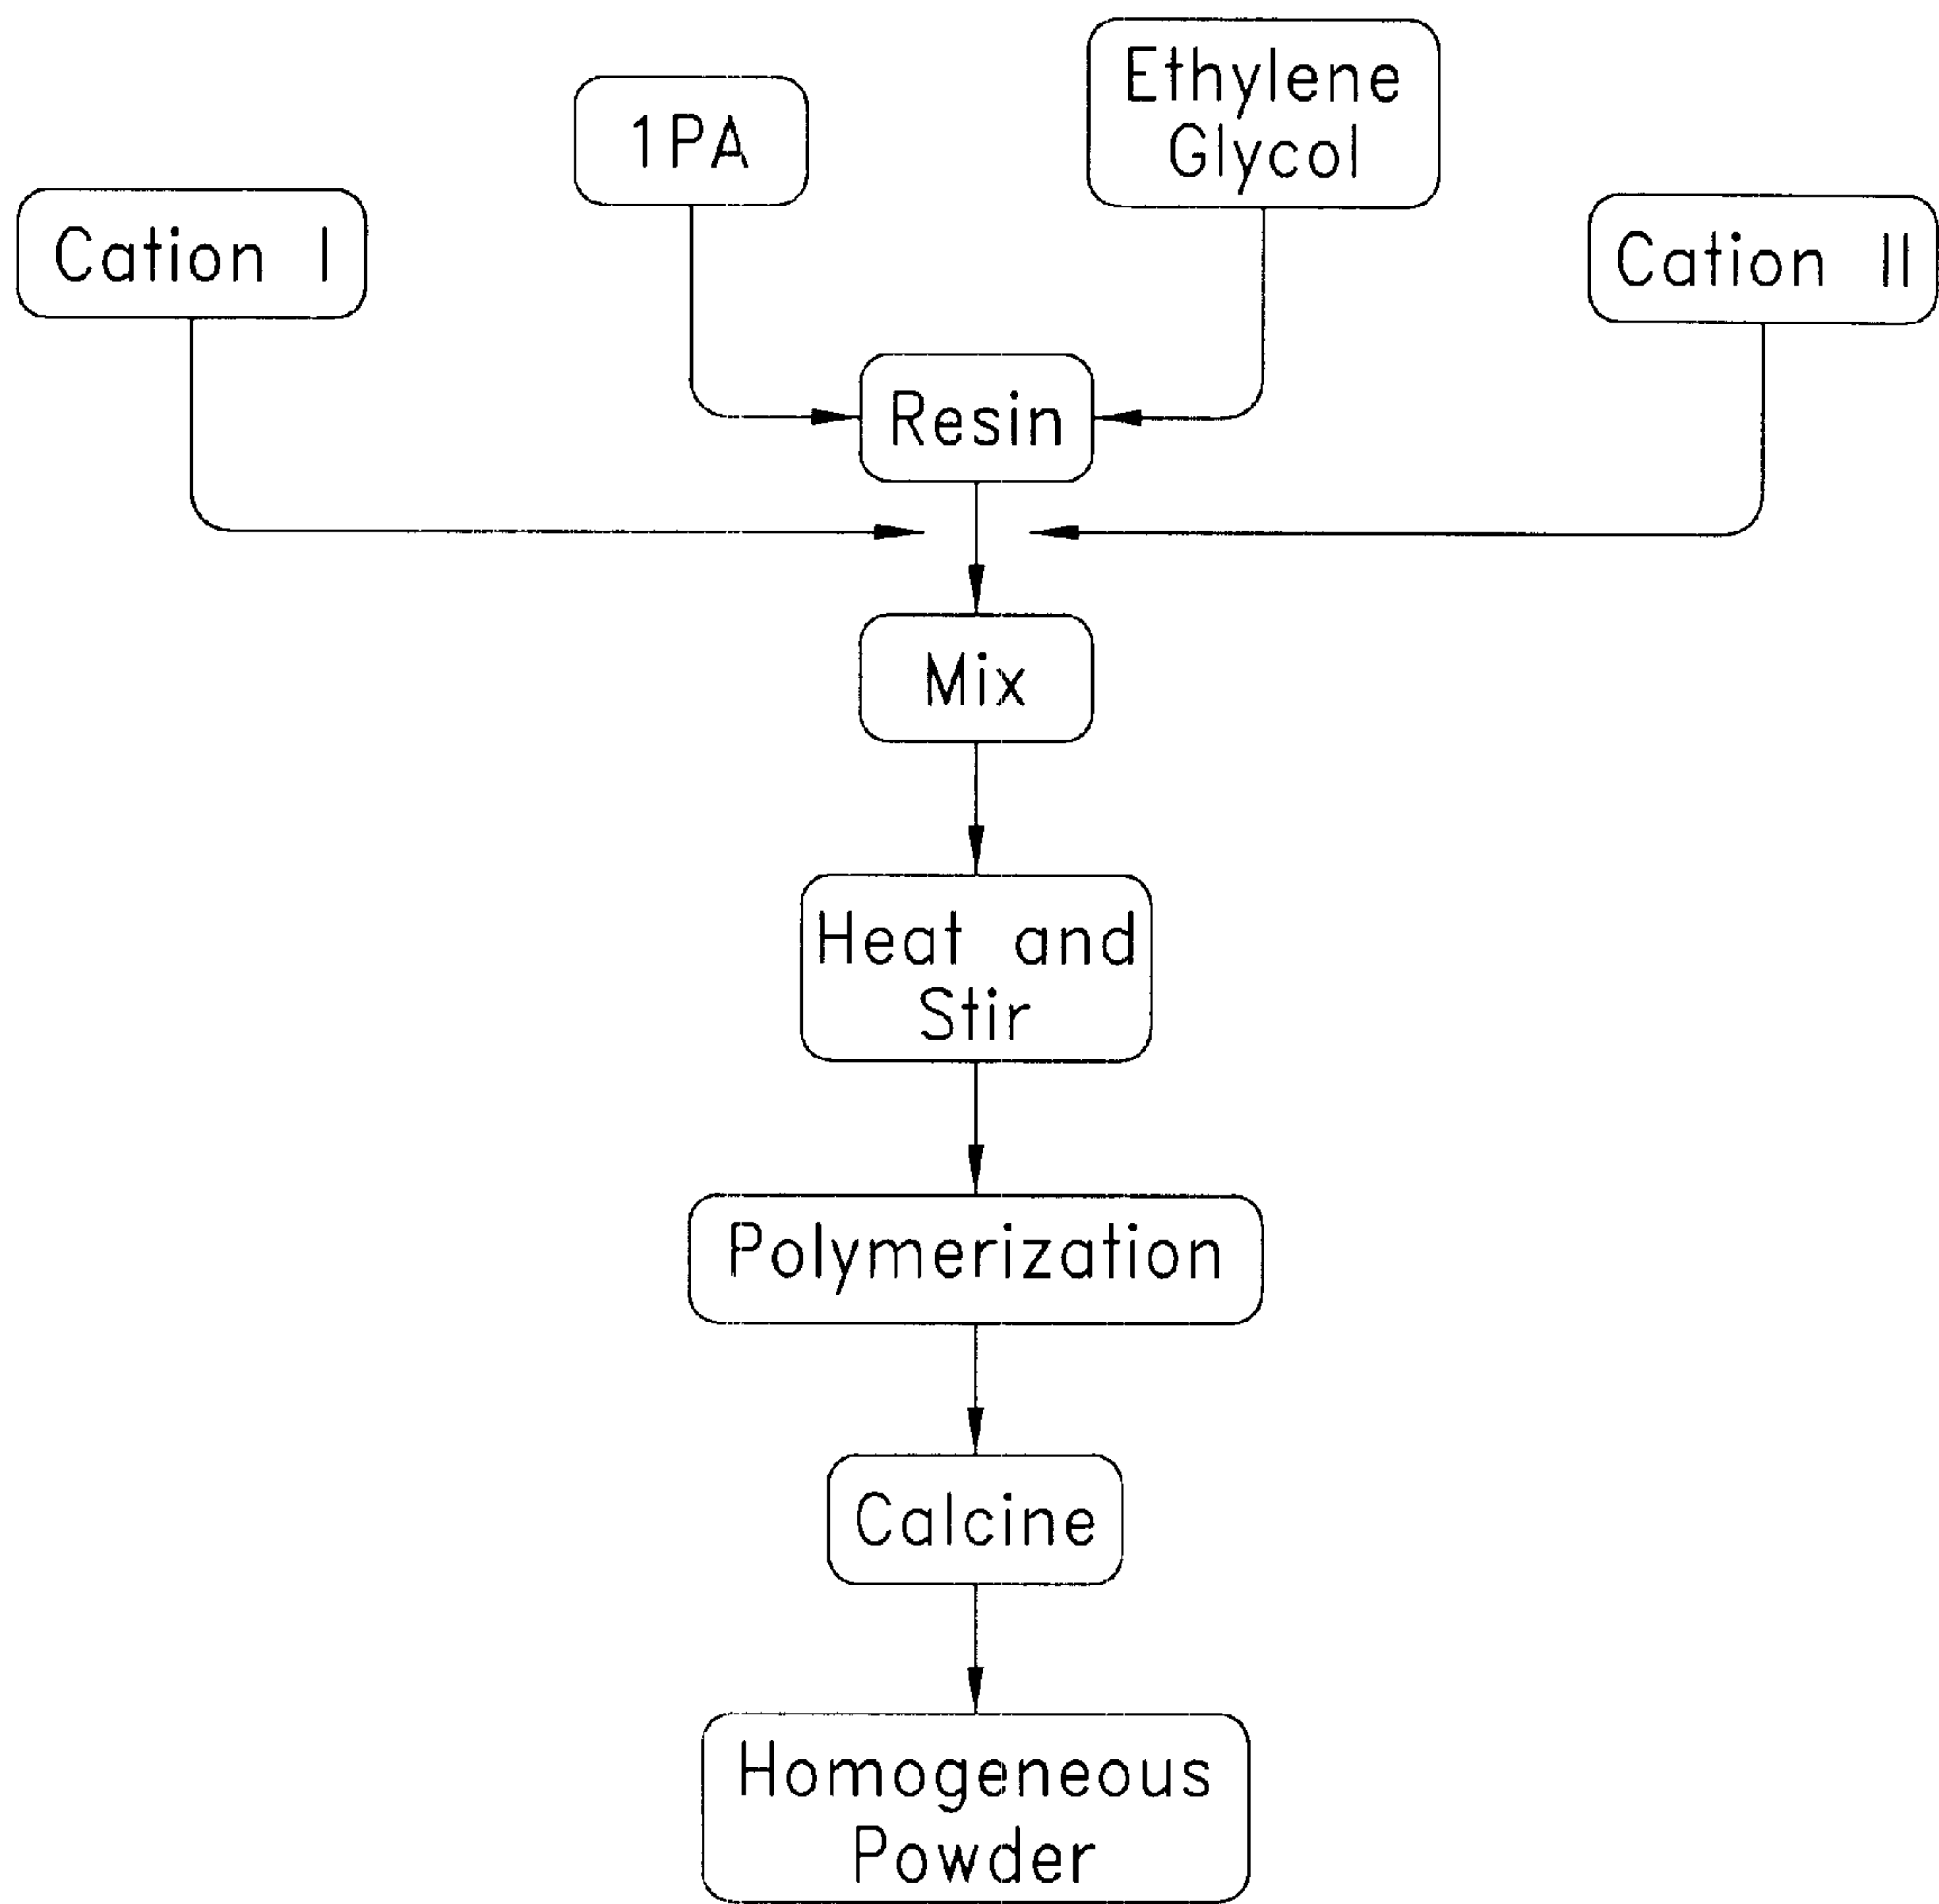 1PA
Ethylene
Glycol
Cation I
Cation II
Resin
Mix
Heat and
Stir
Polymerization
Calcine
Homogeneous
Powder